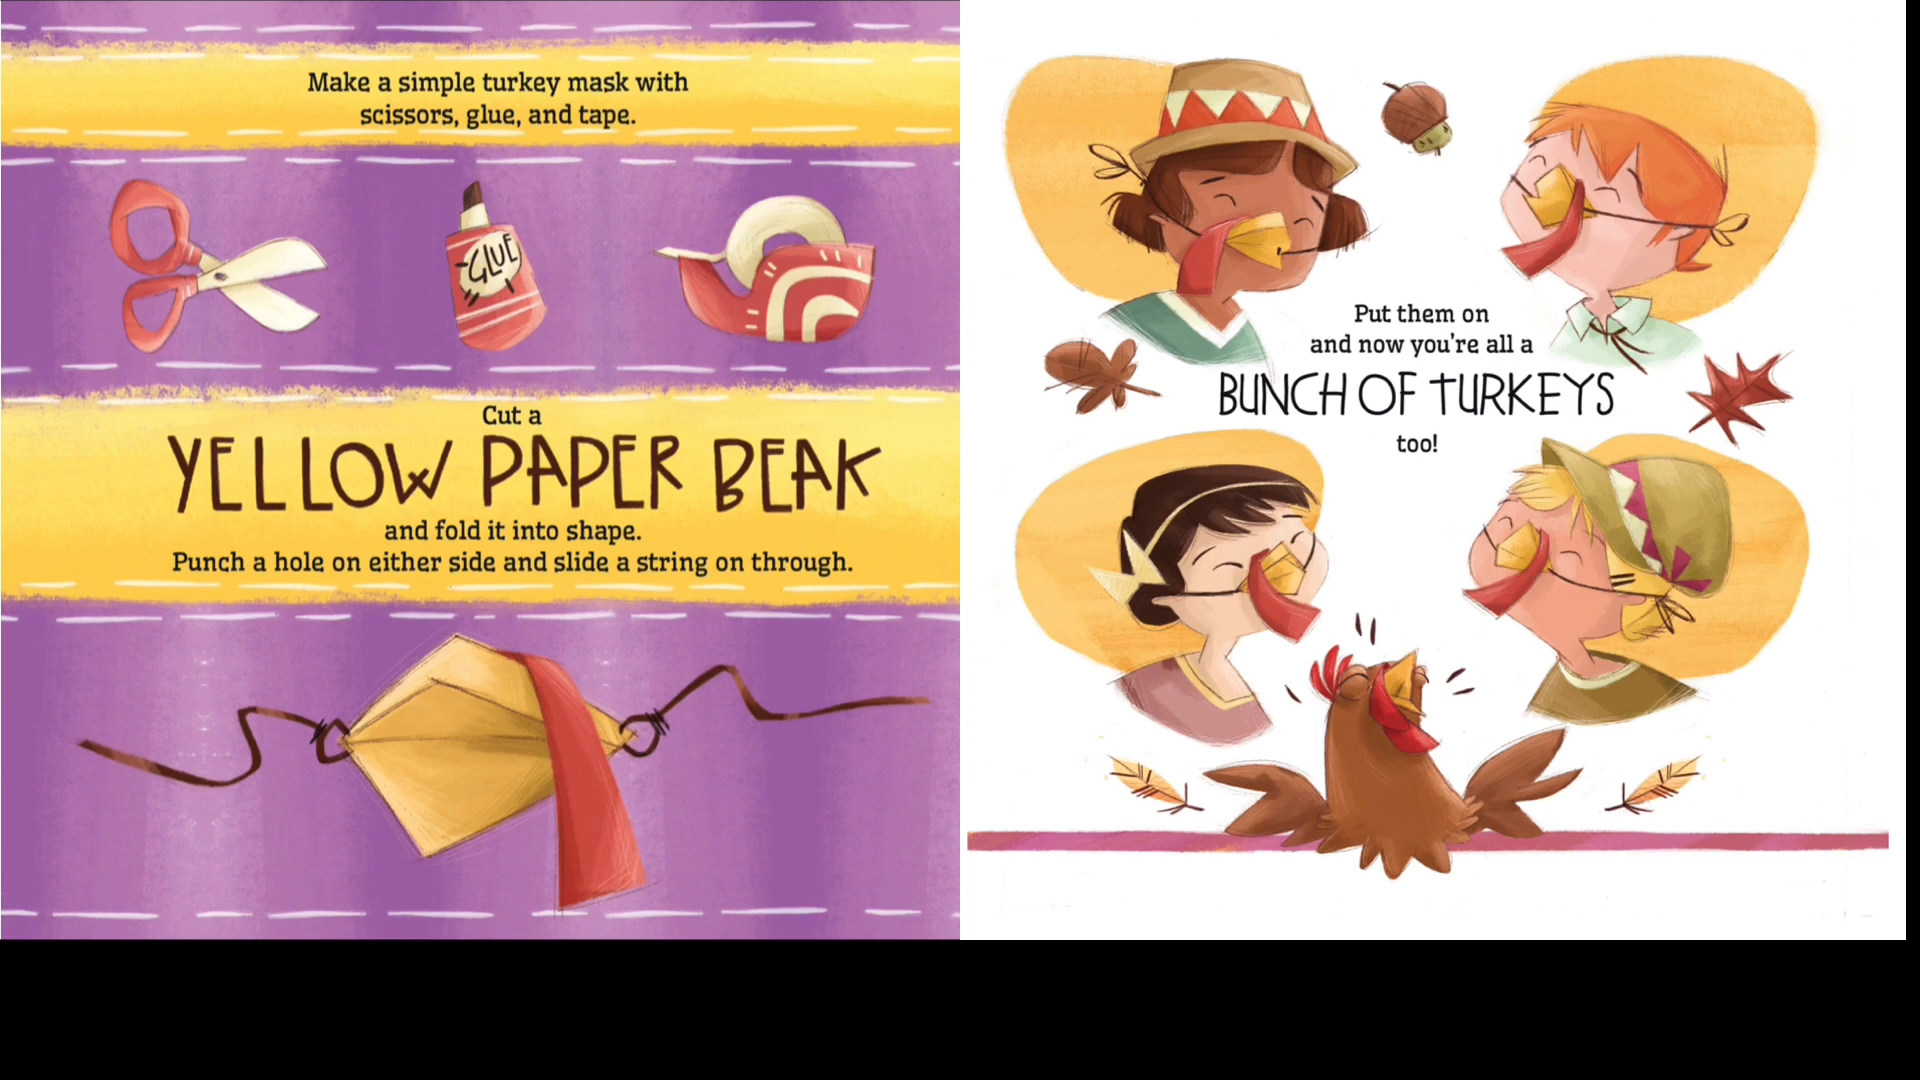 Make a simple turkey mask with
scissors, glue, and tape.
GLUE
Cut a
YELLOW PAPER BEAK
and fold it into shape.
Punch a hole on either side and slide a string on through.
Put them on
and now you're all a
BUNCH OF TURKEYS
too!